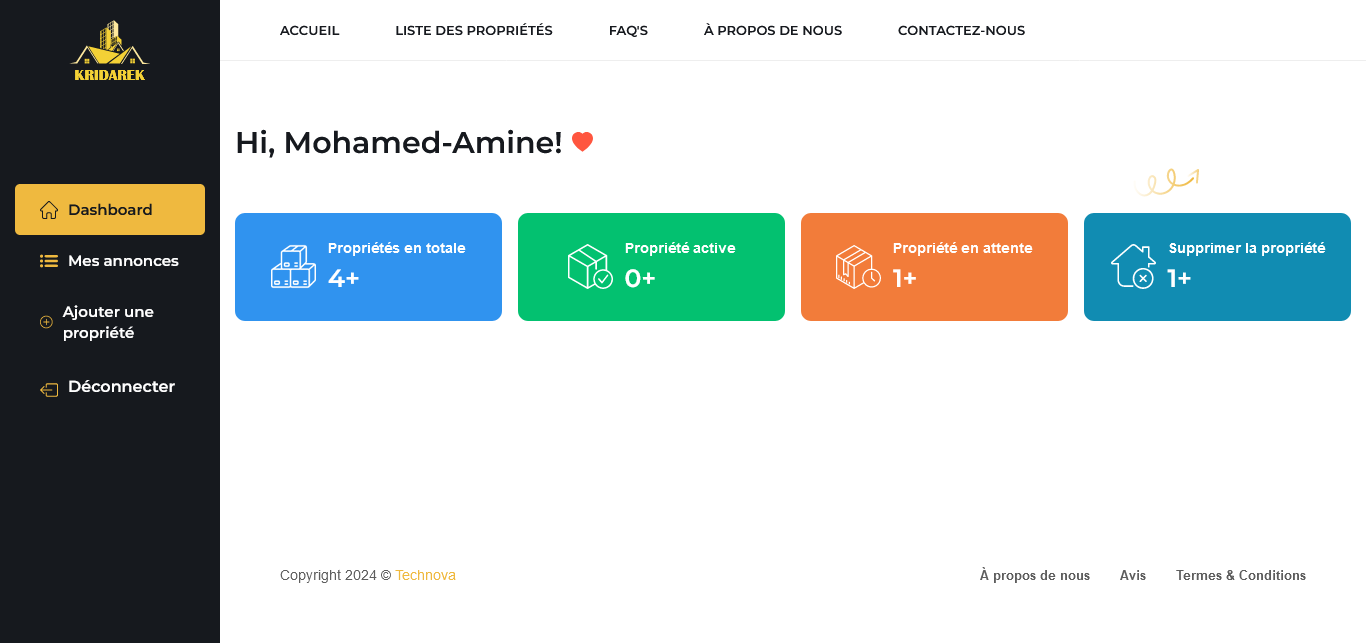 KRIDAREK
ACCUEIL LISTE DES PROPRIÉTÉS FAQ'S À PROPOS DE NOUS CONTACTEZ-NOUS
Hi, Mohamed-Amine!
Dashboard
Mes annonces
Ajouter une
propriété
Déconnecter
Propriétés en totale
4+
Propriété active
0+
Propriété en attente
1+
Supprimer la propriété
1+
Copyright 2024 © Technova
À propos de nous Avis Termes & Conditions